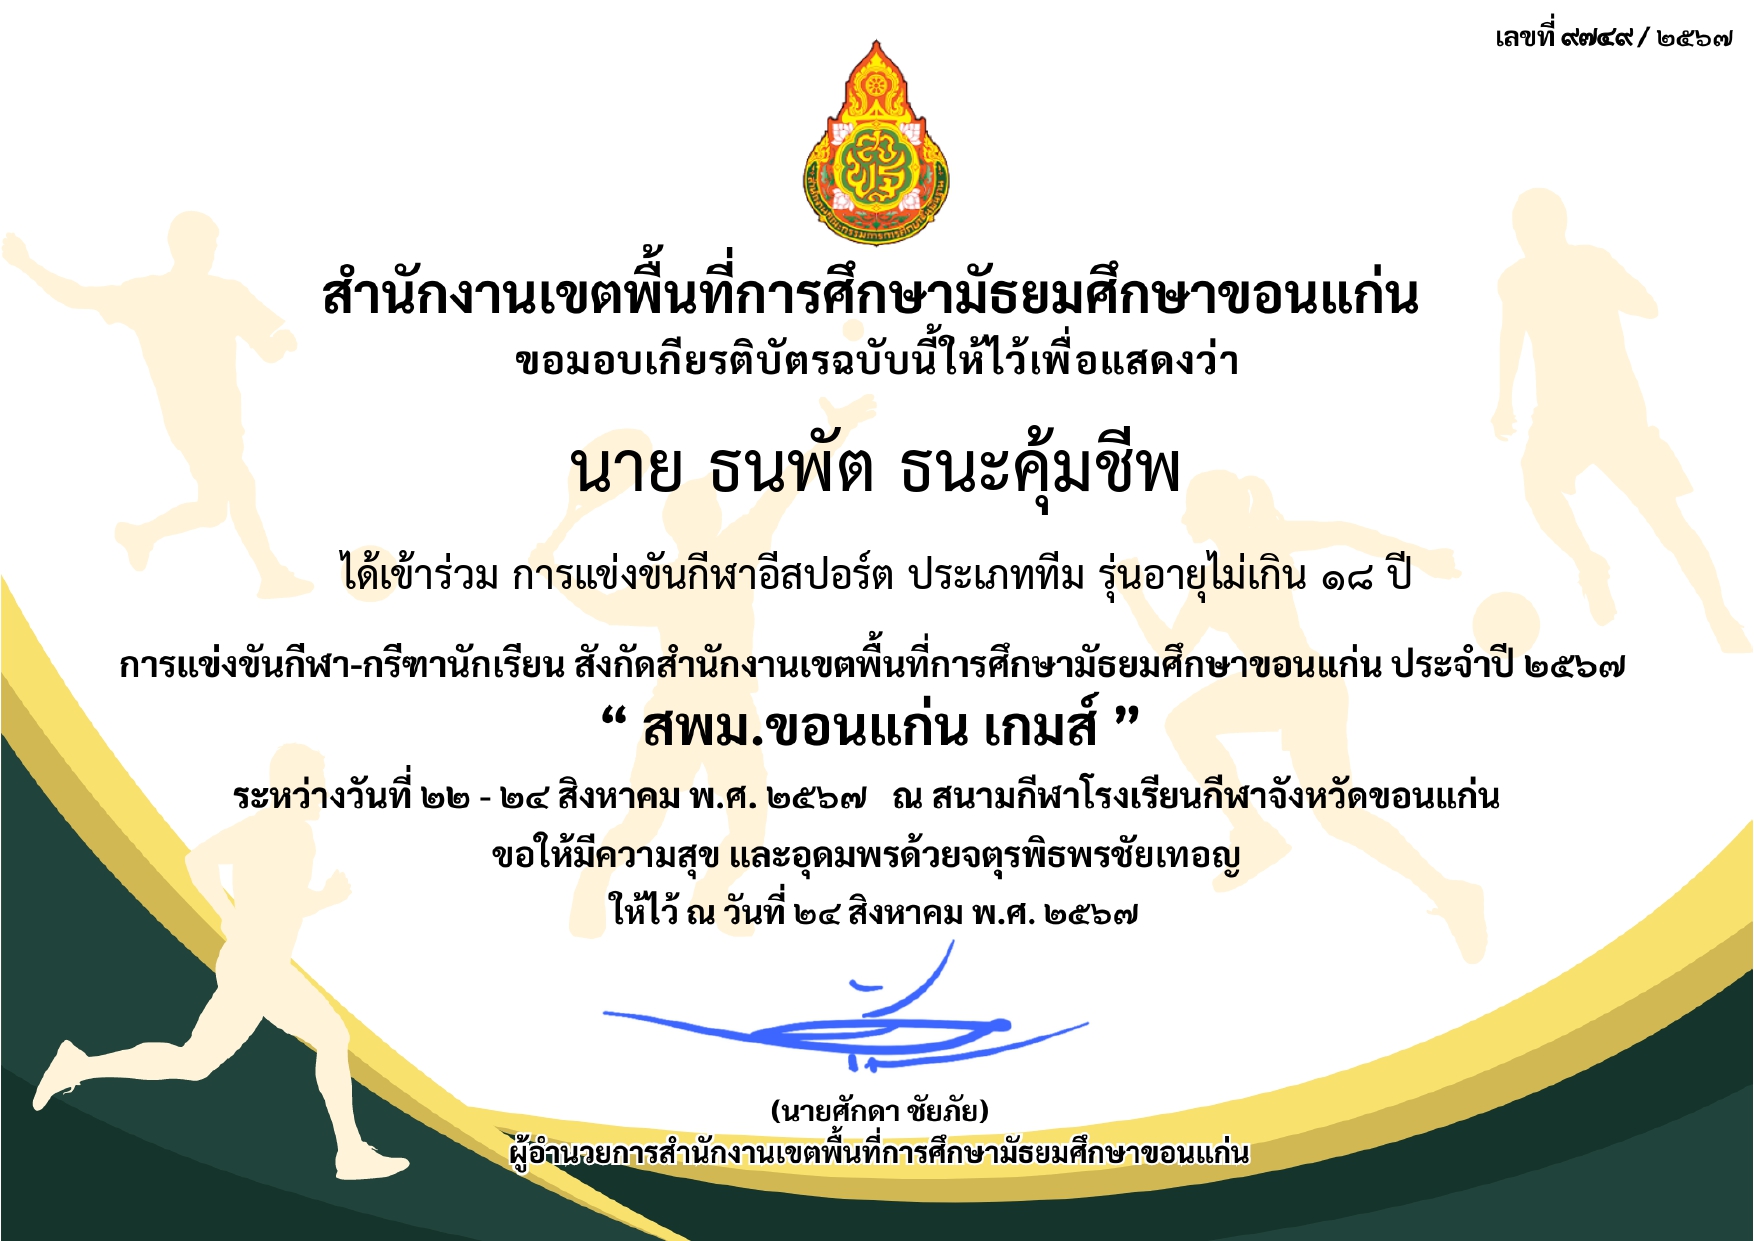 เลขที่ ๙๗๔๙ / ๒๕๖๗
สำนักงานเขตพื้นที่การศึกษามัธยมศึกษาขอนแก่น
ขอมอบเกียรติบัตรฉบับนี้ให้ไว้เพื่อแสดงว่า
นาย ธนพัต ธนะคุ้มชีพ
ได้เข้าร่วม การแข่งขันกีฬาอีสปอร์ต ประเภททีม รุ่นอายุไม่เกิน ๑๘ ปี
การแข่งขันกีฬา-กรีฑานักเรียน สังกัดสำนักงานเขตพื้นที่การศึกษามัธยมศึกษาขอนแก่น ประจำปี ๒๕๖๗
“ สพม.ขอนแก่น เกมส์ ”
ระหว่างวันที่ ๒๒ - ๒๔ สิงหาคม พ.ศ. ๒๕๖๗ ณ สนามกีฬาโรงเรียนกีฬาจังหวัดขอนแก่น
ขอให้มีความสุข และอุดมพรด้วยจตุรพิธพรชัยเทอญ
ให้ไว้ ณ วันที่ ๒๔ สิงหาคม พ.ศ. ๒๕๖๗
(นายศักดา ชัยภัย)
ผู้อำนวยการสำนักงานเขตพื้นที่การศึกษามัธยมศึกษาขอนแก่น